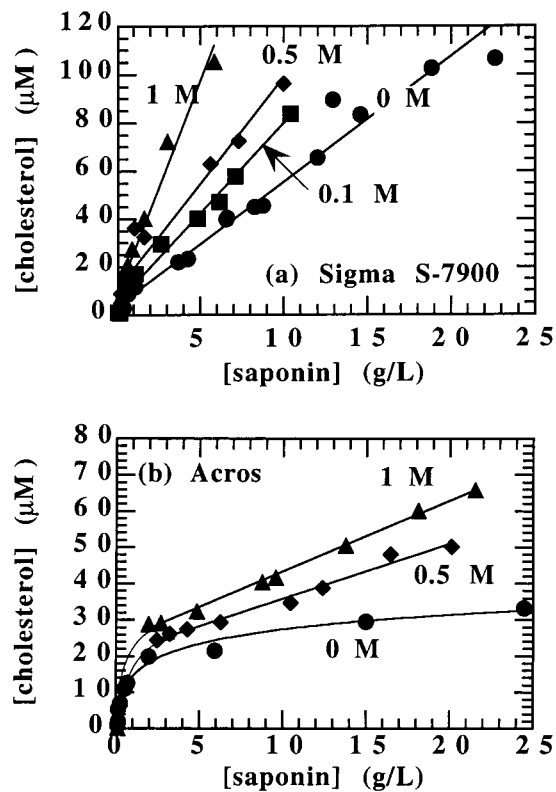 120
100
80
60
40
20
0
[cholesterol] (μM)
1 M
0.5 M
0 M
0.1 M
(a) Sigma S-7900
5 10 15 20 25
[saponin] (g/L)
80
70
60
50
40
30
20
10
0
[cholesterol] (μM)
(b) Acros
1 M
0.5 M
0 M
0 5 10 15 20 25
[saponin] (g/L)